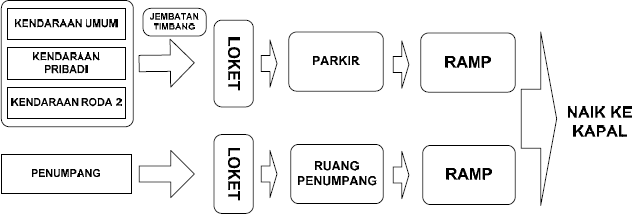 KENDARAAN UMUM
KENDARAAN
PRIBADI
KENDARAAN RODA 2
JEMBATAN
TIMBANG
LOKET
PARKIR
RAMP
NAIK KE
KAPAL
PENUMPANG
LOKET
RUANG
PENUMPANG
RAMP